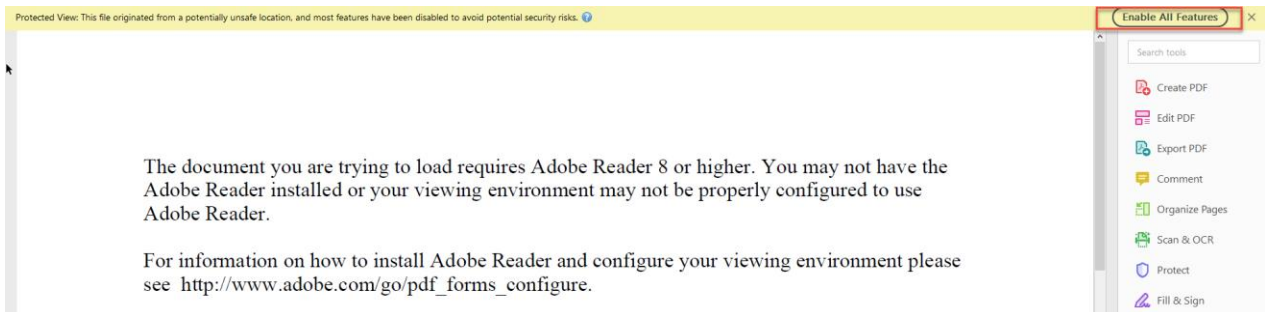 Protected View: This file originated from a potentially unsafe location, and most features have been disabled to avoid potential security risks.
Enable All Features
Search tools
Create PDF
Edit PDF
Export PDF
Comment
Organize Pages
Scan & OCR
Protect
Fill & Sign
The document you are trying to load requires Adobe Reader 8 or higher. You may not have the
Adobe Reader installed or your viewing environment may not be properly configured to use
Adobe Reader.
For information on how to install Adobe Reader and configure your viewing environment please
see http://www.adobe.com/go/pdf_forms_configure.